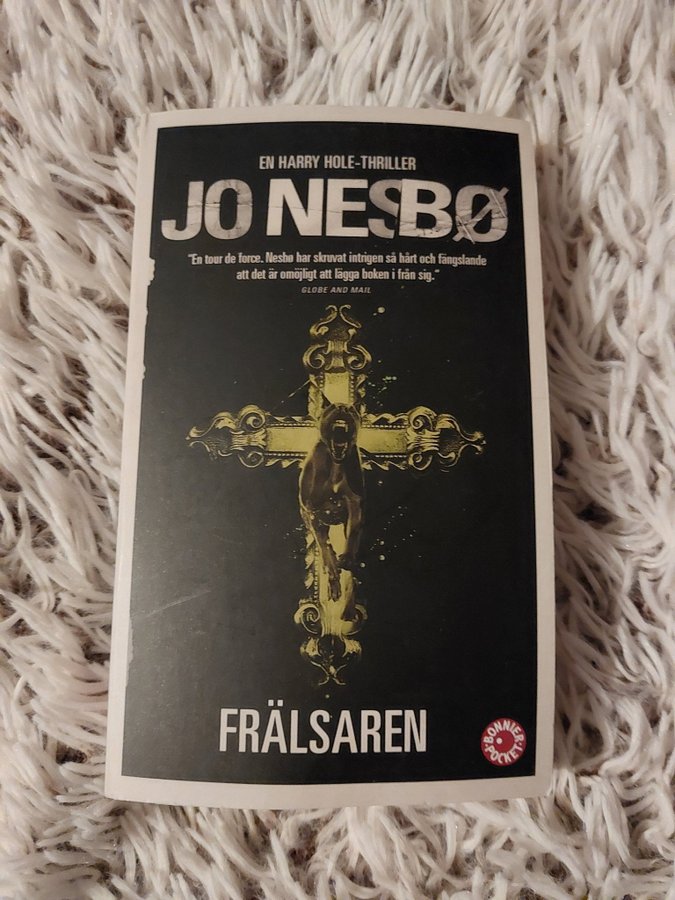 EN HARRY HOLE-THRILLER
JO NESBØ
"En tour de force. Nesbø har skruvat intrigen så hårt och fängslande
att det är omöjligt att lägga boken i från sig."
GLOBE AND MAIL
FRÄLSAREN
BONNIER
POCKET